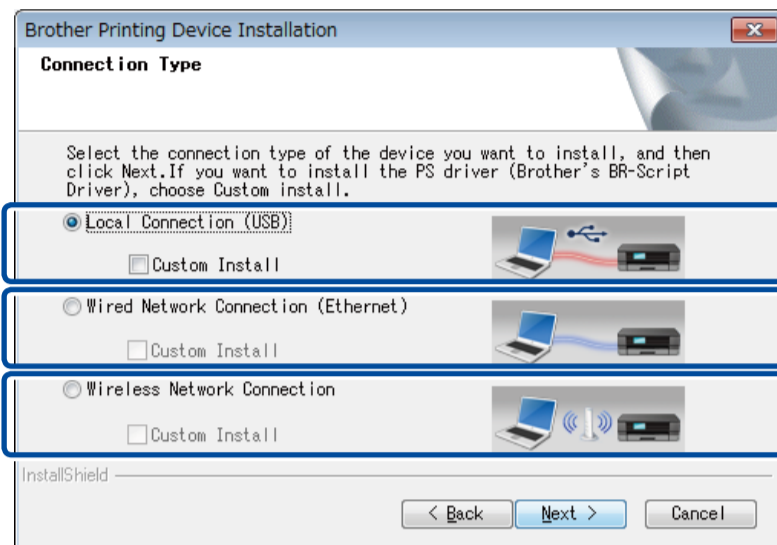 Brother Printing Device Installation
Connection Type
Select the connection type of the device you want to install, and then
click Next.If you want to install the PS driver (Brother's BR-Script
Driver), choose Custom install.
Local Connection (USB)
Custom Install
Wired Network Connection (Ethernet)
Custom Install
Wireless Network Connection
Custom Install
InstallShield
< Back Next > Cancel